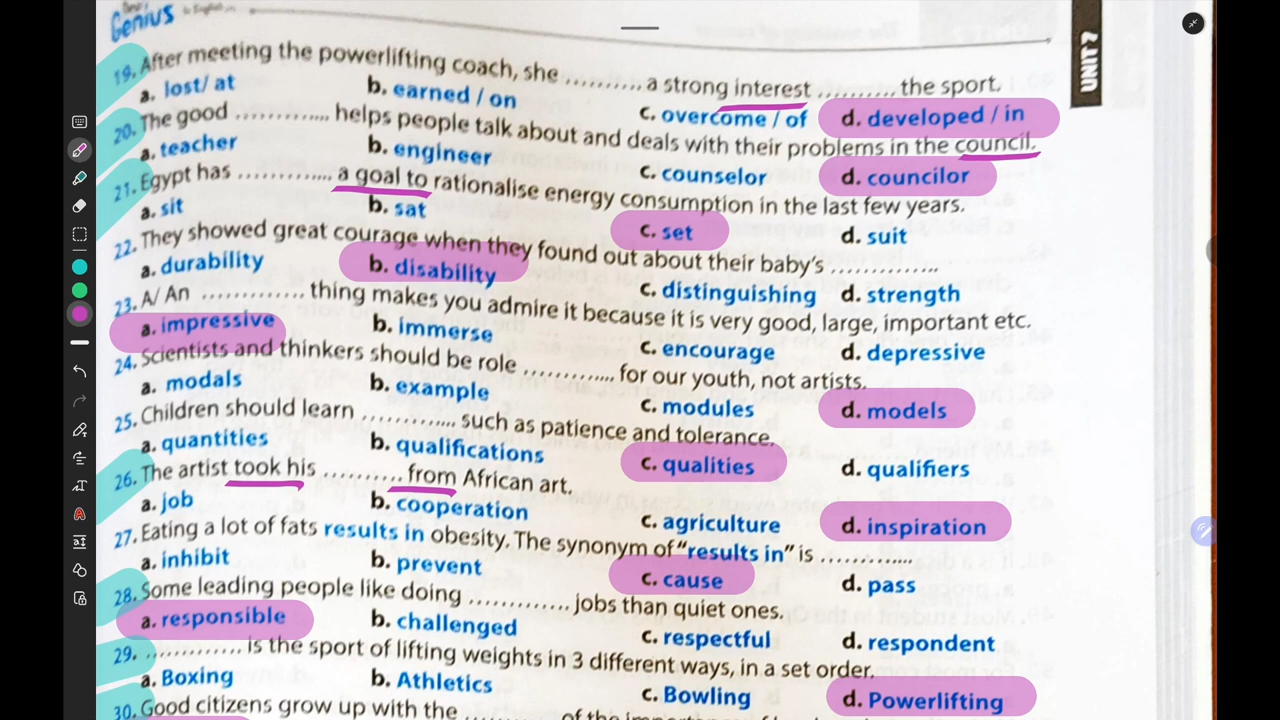 Genius
UNIT 7
19. After meeting the powerlifting coach, she .......... a strong interest ........... the sport.
a. lost/ at b. earned / on c. overcome / of d. developed / in
20. The good ................ helps people talk about and deals with their problems in the council.
a. teacher b. engineer c. counselor d. councilor
21. Egypt has ................ a goal to rationalise energy consumption in the last few years.
a. sit b. sat c. set d. suit
22. They showed great courage when they found out about their baby's ..............
a. durability b. disability c. distinguishing d. strength
23. A/ An ............. thing makes you admire it because it is very good, large, important etc.
a. impressive b. immerse c. encourage d. depressive
24. Scientists and thinkers should be role ............... for our youth, not artists.
a. modals b. example c. modules d. models
25. Children should learn ............... such as patience and tolerance.
a. quantities b. qualifications c. qualities d. qualifiers
26. The artist took his ........... from African art.
a. job b. cooperation c. agriculture d. inspiration
27. Eating a lot of fats results in obesity. The synonym of "results in" is ...............
a. inhibit b. prevent c. cause d. pass
28. Some leading people like doing ............. jobs than quiet ones.
a. responsible b. challenged c. respectful d. respondent
29. ............. is the sport of lifting weights in 3 different ways, in a set order.
a. Boxing b. Athletics c. Bowling d. Powerlifting
30. Good citizens grow up with the .......... of the